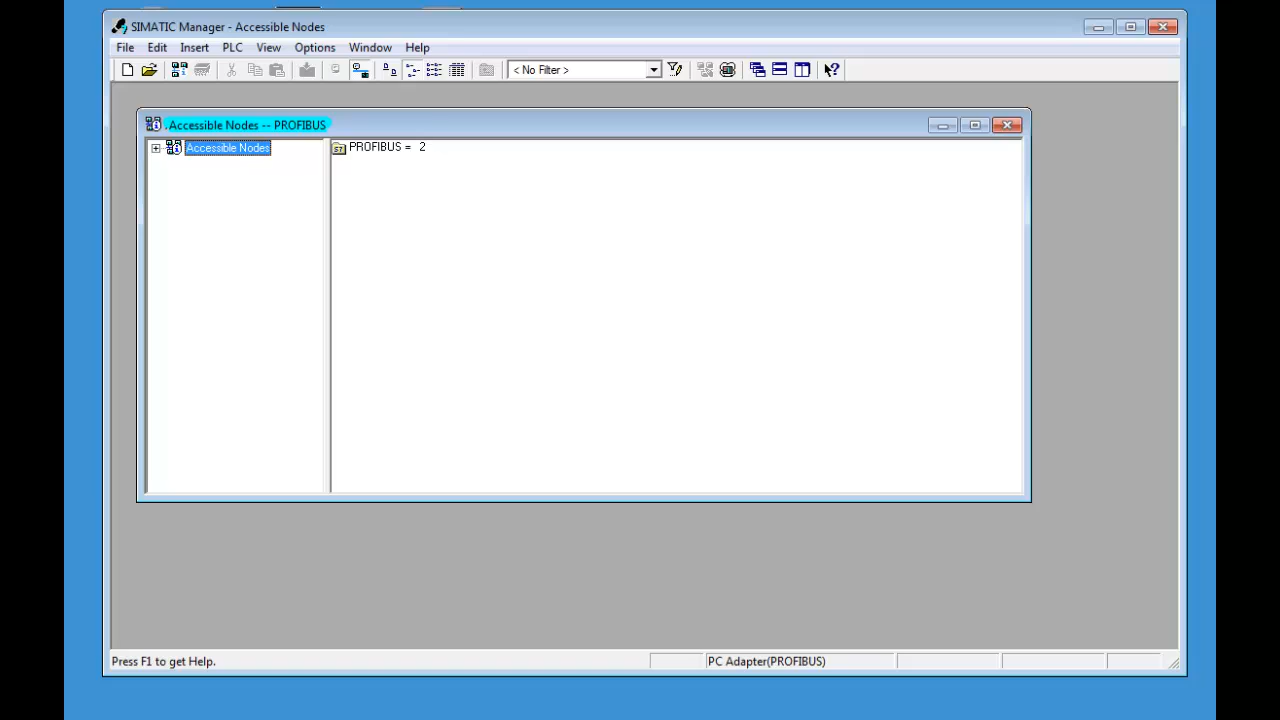 SIMATIC Manager - Accessible Nodes
File Edit Insert PLC View Options Window Help
< No Filter >
Accessible Nodes -- PROFIBUS
Accessible Nodes
PROFIBUS = 2
Press F1 to get Help.
PC Adapter(PROFIBUS)